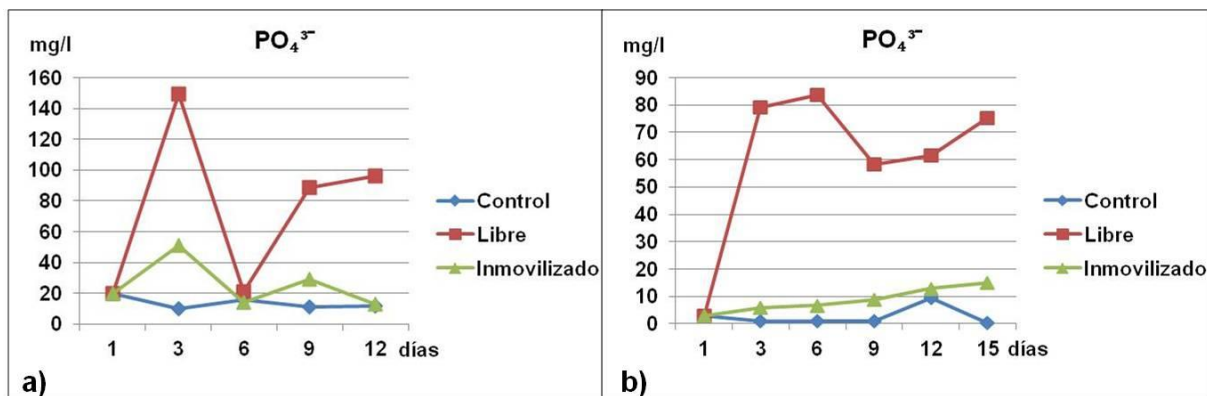 PO₄³⁻
mg/l
160
140
120
100
80
60
40
20
0
1 3 6 9 12 días
Control
Libre
Inmovilizado
a)
PO₄³⁻
mg/l
90
80
70
60
50
40
30
20
10
0
1 3 6 9 12 15 días
Control
Libre
Inmovilizado
b)